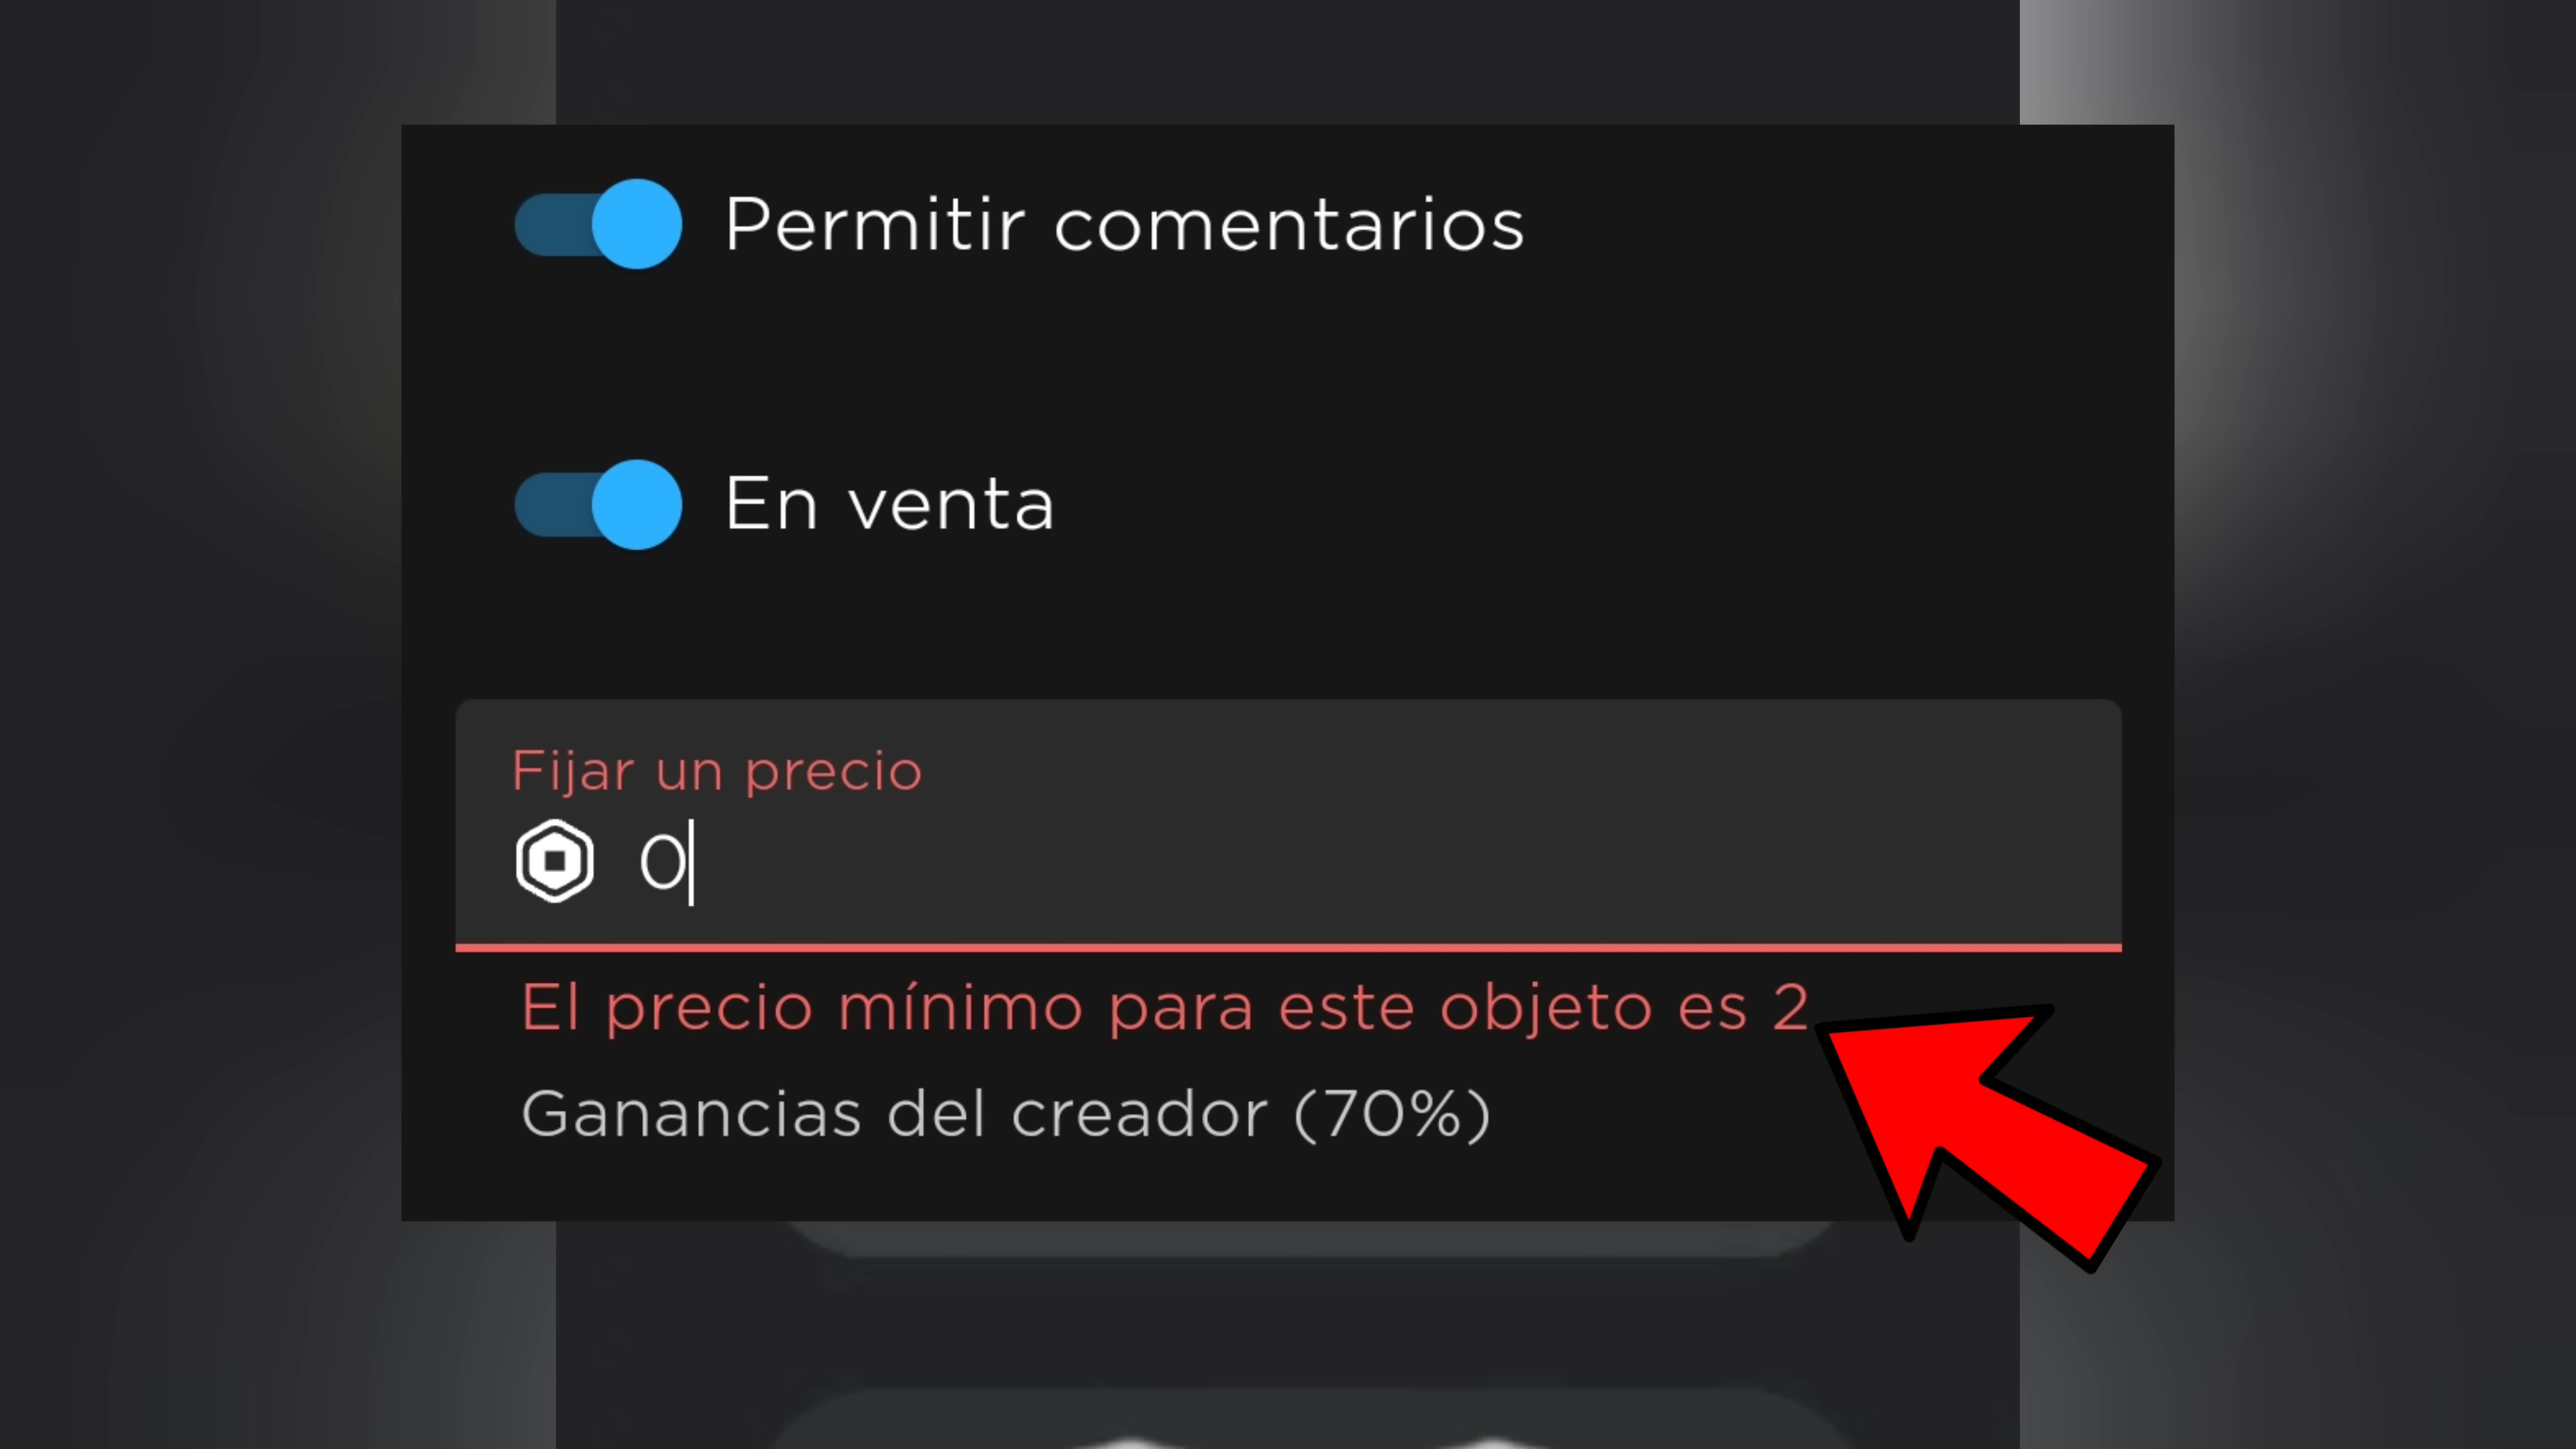 Permitir comentarios
En venta
Fijar un precio
0
El precio mínimo para este objeto es 2
Ganancias del creador (70%)